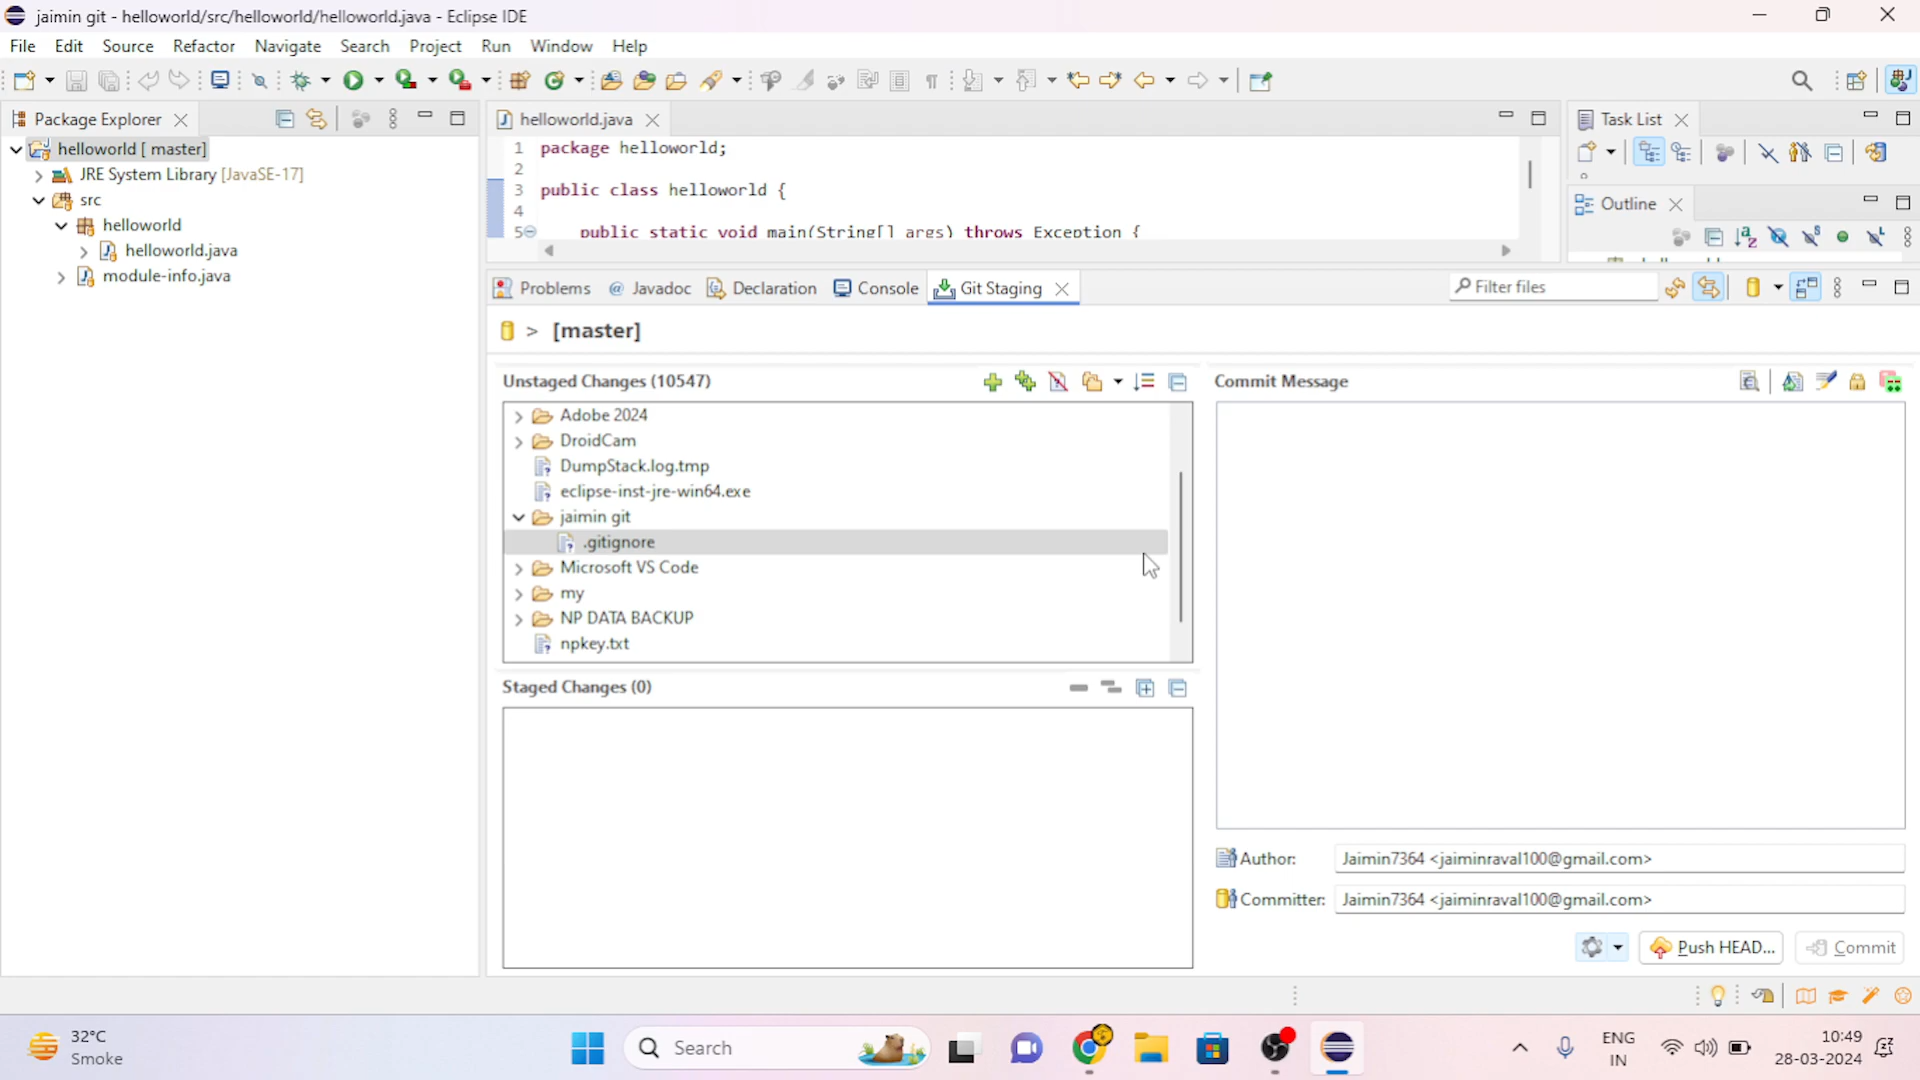 jaimin git - helloworld/src/helloworld/helloworld.java - Eclipse IDE
File Edit Source Refactor Navigate Search Project Run Window Help
Package Explorer
helloworld [ master]
JRE System Library [JavaSE-17]
src
helloworld
helloworld.java
module-info.java
helloworld.java
1 package helloworld;
2
3 public class helloworld {
4
5 public static void main(String[] args) throws Exception {
Task List
Outline
Problems Javadoc Declaration Console Git Staging
Filter files
> [master]
Unstaged Changes (10547)
Adobe 2024
DroidCam
DumpStack.log.tmp
eclipse-inst-jre-win64.exe
jaimin git
.gitignore
Microsoft VS Code
my
NP DATA BACKUP
npkey.txt
Staged Changes (0)
Commit Message
Author: Jaimin7364 <jaiminraval100@gmail.com>
Committer: Jaimin7364 <jaiminraval100@gmail.com>
Push HEAD... Commit
32°C
Smoke
Search
ENG
IN
10:49
28-03-2024